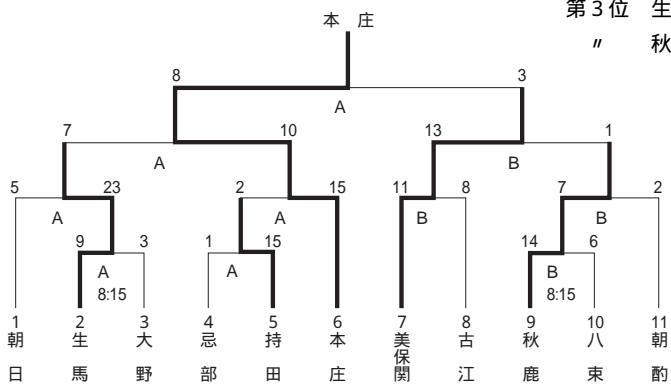 第3位 生
本 庄
〃 秋
8 3
A
7 10 13 1
A B
5 23 2 15 11 8 7 2
A A B B
9 3 1 15 14 6
A A B
8:15 8:15
1 2 3 4 5 6 7 8 9 10 11
朝日 生馬 大野 忌部 持田 本庄 美保関 古江 秋鹿 八束 朝酌